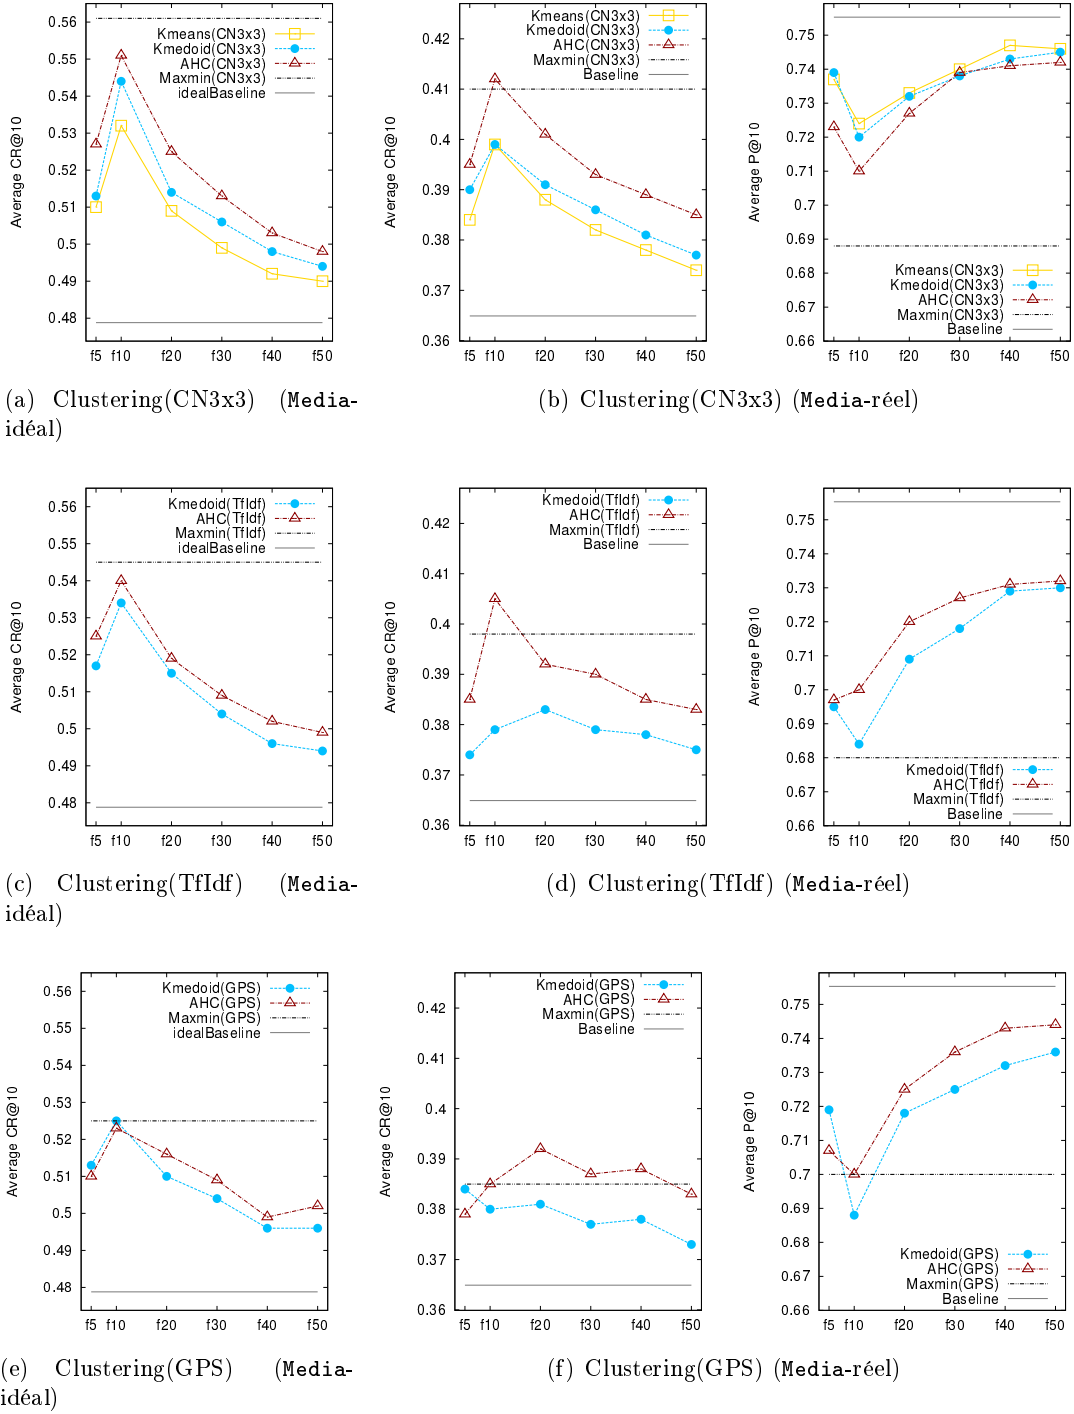 0.56
0.55
0.54
0.53
0.52
0.51
0.5
0.49
0.48
Average CR@10
f5 f10 f20 f30 f40 f50
Kmeans(CN3x3)
Kmedoid(CN3x3)
AHC(CN3x3)
Maxmin(CN3x3)
idealBaseline
0.42
0.41
0.4
0.39
0.38
0.37
0.36
Average CR@10
f5 f10 f20 f30 f40 f50
Kmeans(CN3x3)
Kmedoid(CN3x3)
AHC(CN3x3)
Maxmin(CN3x3)
Baseline
0.75
0.74
0.73
0.72
0.71
0.7
0.69
0.68
0.67
0.66
Average P@10
f5 f10 f20 f30 f40 f50
Kmeans(CN3x3)
Kmedoid(CN3x3)
AHC(CN3x3)
Maxmin(CN3x3)
Baseline
(a) Clustering(CN3x3) (Media-
idéal)
(b) Clustering(CN3x3) (Media-réel)
0.56
0.55
0.54
0.53
0.52
0.51
0.5
0.49
0.48
Average CR@10
f5 f10 f20 f30 f40 f50
Kmedoid(TfIdf)
AHC(TfIdf)
Maxmin(TfIdf)
idealBaseline
0.42
0.41
0.4
0.39
0.38
0.37
0.36
Average CR@10
f5 f10 f20 f30 f40 f50
Kmedoid(TfIdf)
AHC(TfIdf)
Maxmin(TfIdf)
Baseline
0.75
0.74
0.73
0.72
0.71
0.7
0.69
0.68
0.67
0.66
Average P@10
f5 f10 f20 f30 f40 f50
Kmedoid(TfIdf)
AHC(TfIdf)
Maxmin(TfIdf)
Baseline
(c) Clustering(TfIdf) (Media-
idéal)
(d) Clustering(TfIdf) (Media-réel)
0.56
0.55
0.54
0.53
0.52
0.51
0.5
0.49
0.48
Average CR@10
f5 f10 f20 f30 f40 f50
Kmedoid(GPS)
AHC(GPS)
Maxmin(GPS)
idealBaseline
0.42
0.41
0.4
0.39
0.38
0.37
0.36
Average CR@10
f5 f10 f20 f30 f40 f50
Kmedoid(GPS)
AHC(GPS)
Maxmin(GPS)
Baseline
0.75
0.74
0.73
0.72
0.71
0.7
0.69
0.68
0.67
0.66
Average P@10
f5 f10 f20 f30 f40 f50
Kmedoid(GPS)
AHC(GPS)
Maxmin(GPS)
Baseline
(e) Clustering(GPS) (Media-
idéal)
(f) Clustering(GPS) (Media-réel)